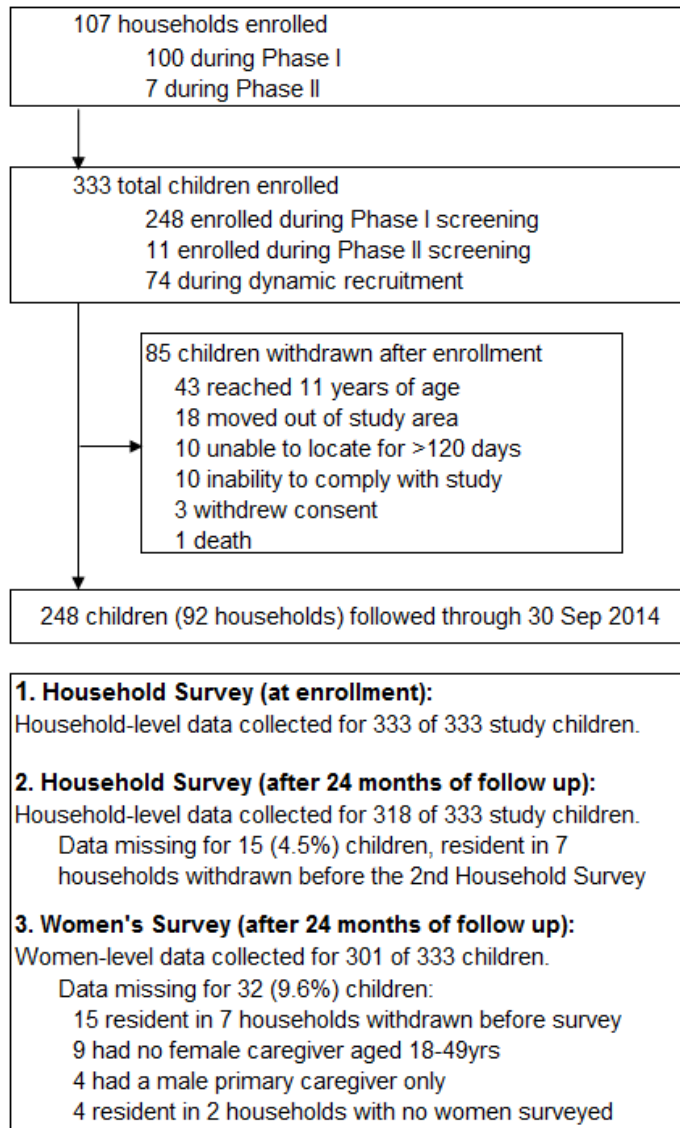 107 households enrolled
100 during Phase I
7 during Phase II
333 total children enrolled
248 enrolled during Phase I screening
11 enrolled during Phase II screening
74 during dynamic recruitment
85 children withdrawn after enrollment
43 reached 11 years of age
18 moved out of study area
10 unable to locate for >120 days
10 inability to comply with study
3 withdrew consent
1 death
248 children (92 households) followed through 30 Sep 2014
1. Household Survey (at enrollment):
Household-level data collected for 333 of 333 study children.
2. Household Survey (after 24 months of follow up):
Household-level data collected for 318 of 333 study children.
Data missing for 15 (4.5%) children, resident in 7
households withdrawn before the 2nd Household Survey
3. Women's Survey (after 24 months of follow up):
Women-level data collected for 301 of 333 children.
Data missing for 32 (9.6%) children:
15 resident in 7 households withdrawn before survey
9 had no female caregiver aged 18-49yrs
4 had a male primary caregiver only
4 resident in 2 households with no women surveyed